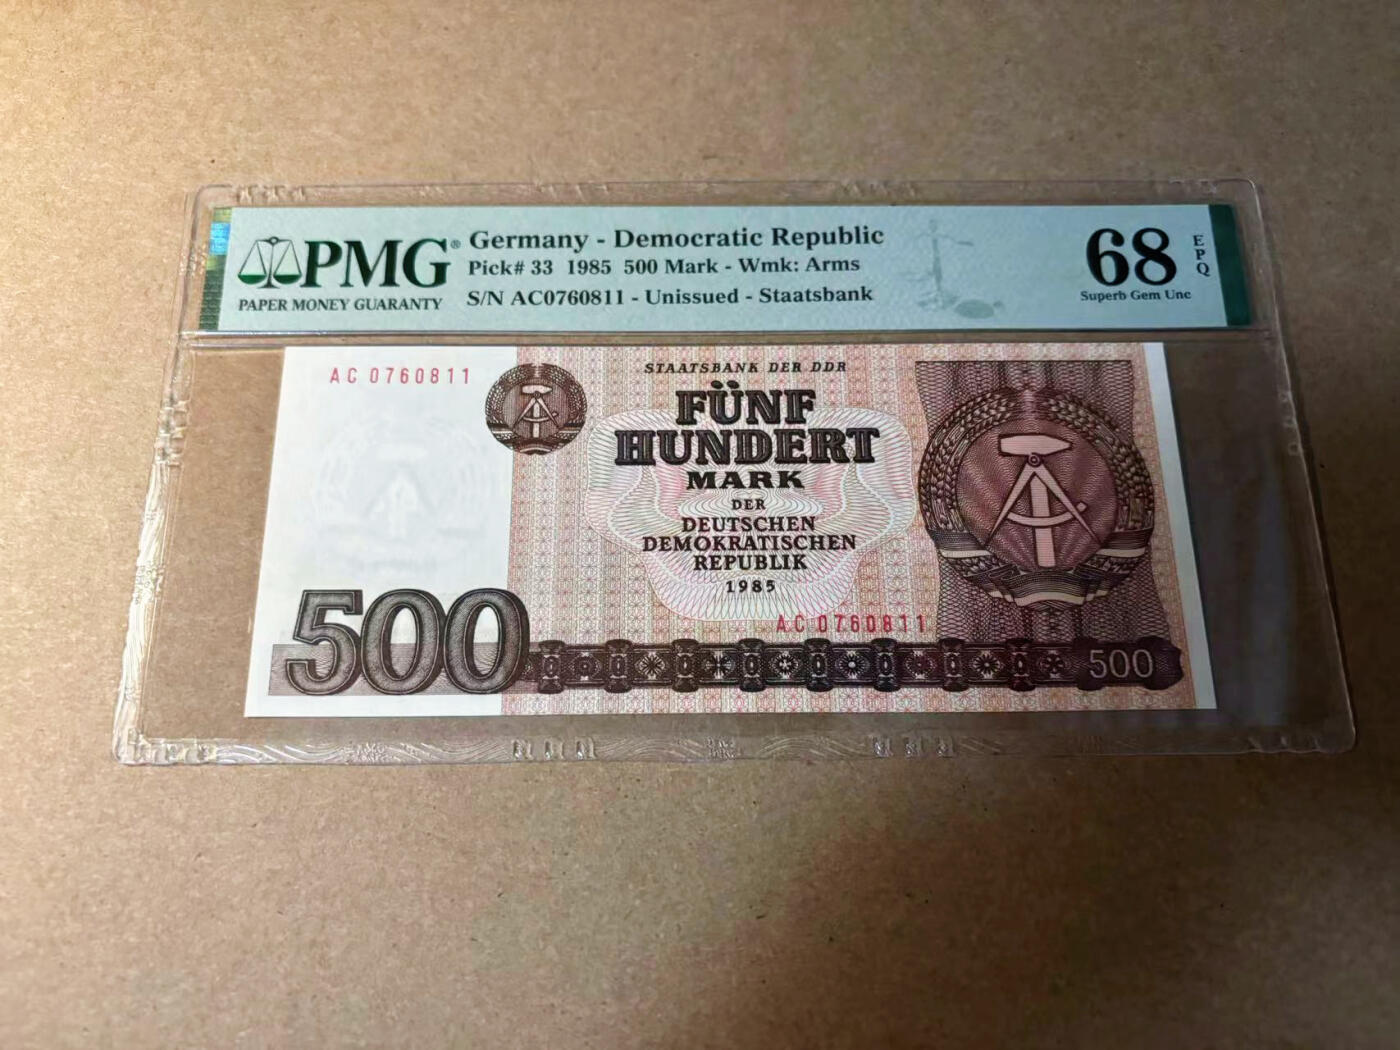 PMG®
PAPER MONEY GUARANTY
Germany - Democratic Republic
Pick# 33 1985 500 Mark - Wmk: Arms
S/N AC0760811 - Unissued - Staatsbank
68
EPQ
Superb Gem Unc
AC 0760811
STAATSBANK DER DDR
FÜNF
HUNDERT
MARK
DER
DEUTSCHEN
DEMOKRATISCHEN
REPUBLIK
1985
AC 0760811
500
500